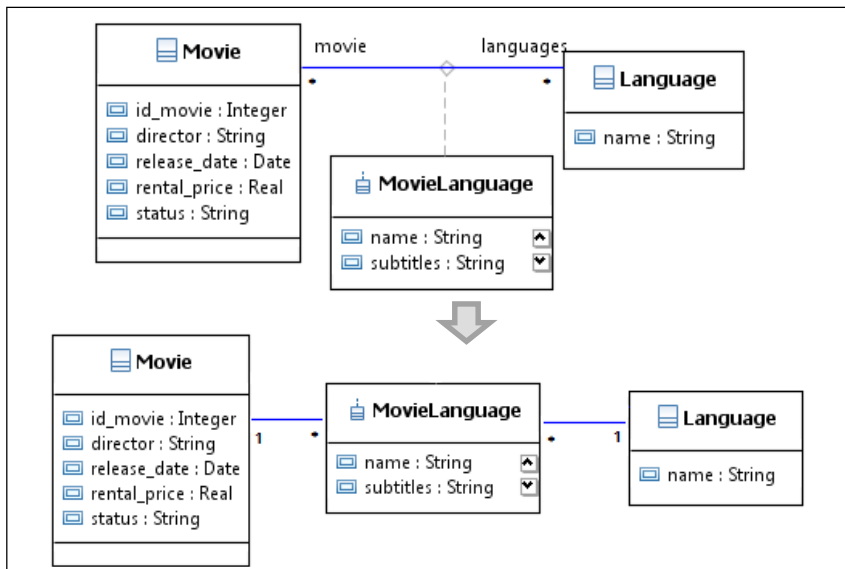 movie languages
Movie
id_movie : Integer
director : String
release_date : Date
rental_price : Real
status : String
* *
Language
name : String
MovieLanguage
name : String
subtitles : String
Movie
id_movie : Integer
director : String
release_date : Date
rental_price : Real
status : String
1 *
MovieLanguage
name : String
subtitles : String
* 1
Language
name : String